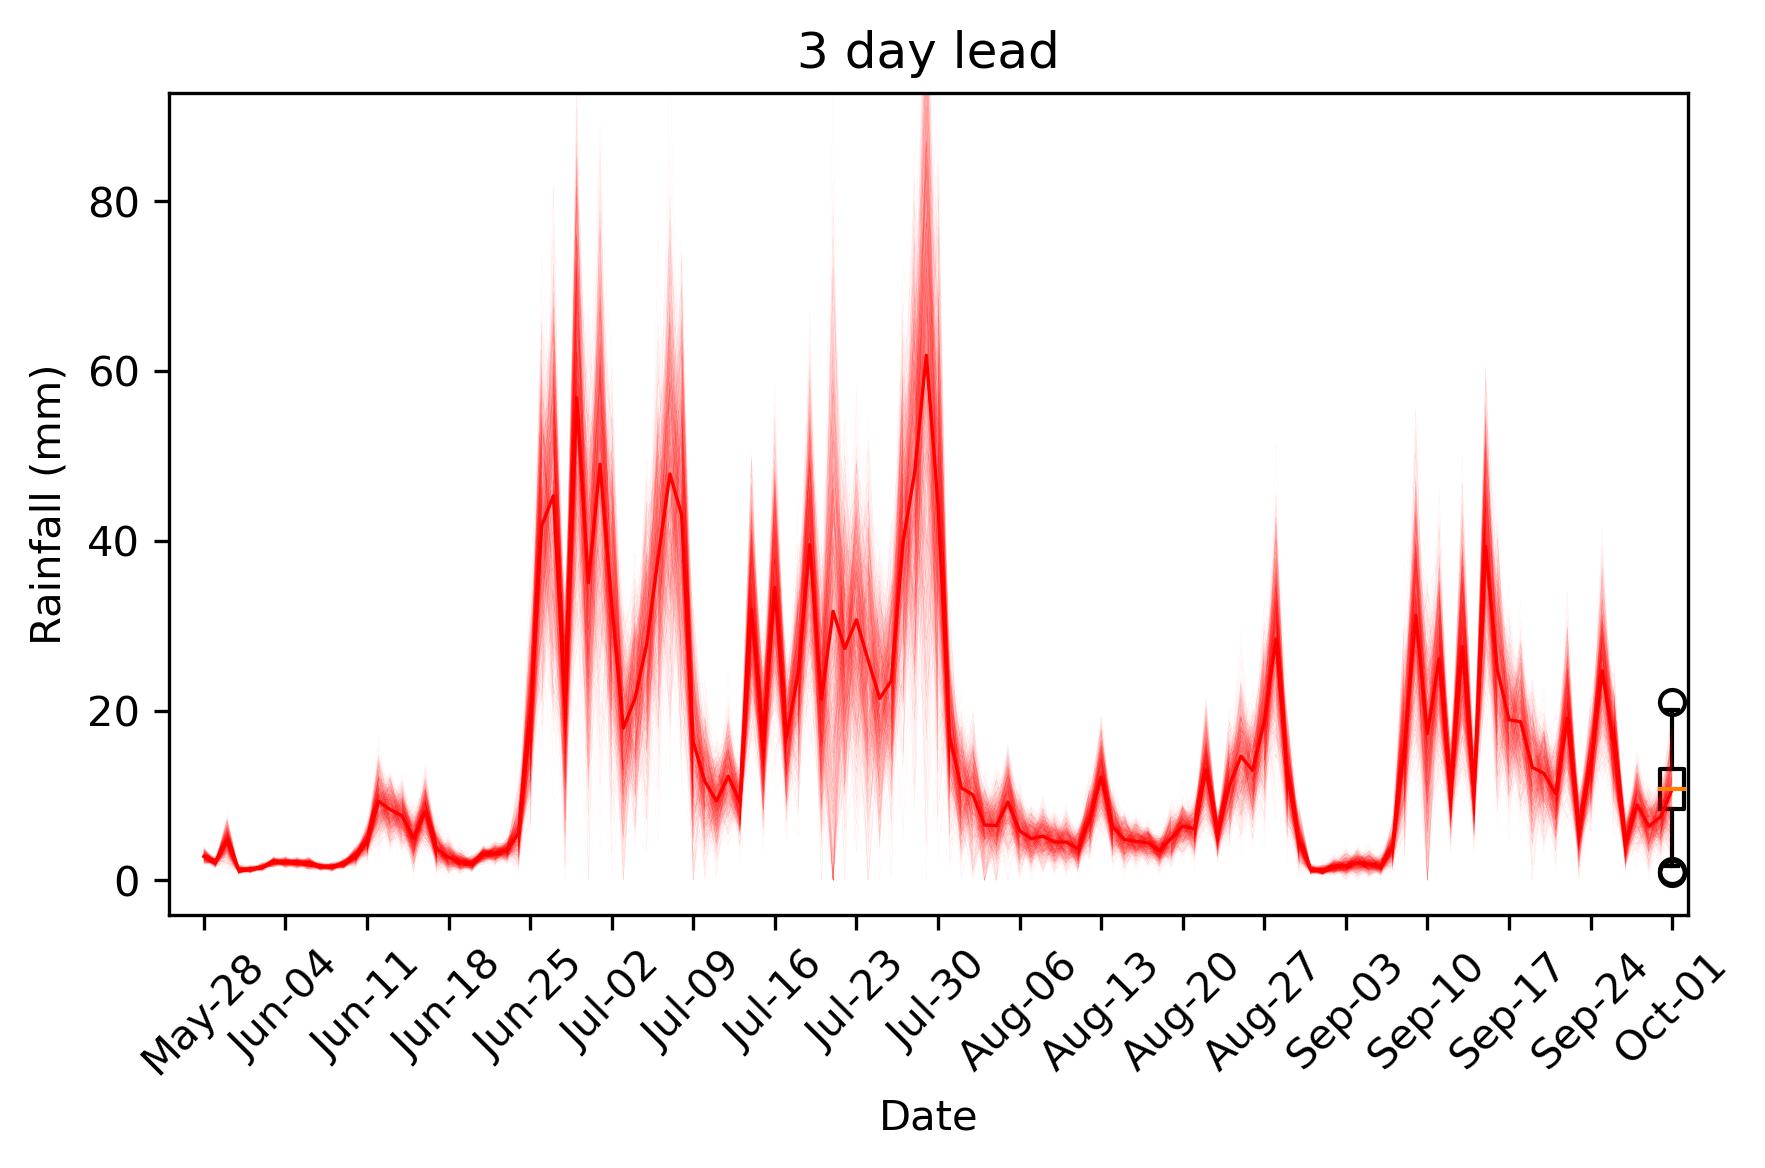 3 day lead
Rainfall (mm)
80
60
40
20
0
May-28
Jun-04
Jun-11
Jun-18
Jun-25
Jul-02
Jul-09
Jul-16
Jul-23
Jul-30
Aug-06
Aug-13
Aug-20
Aug-27
Sep-03
Sep-10
Sep-17
Sep-24
Oct-01
Date